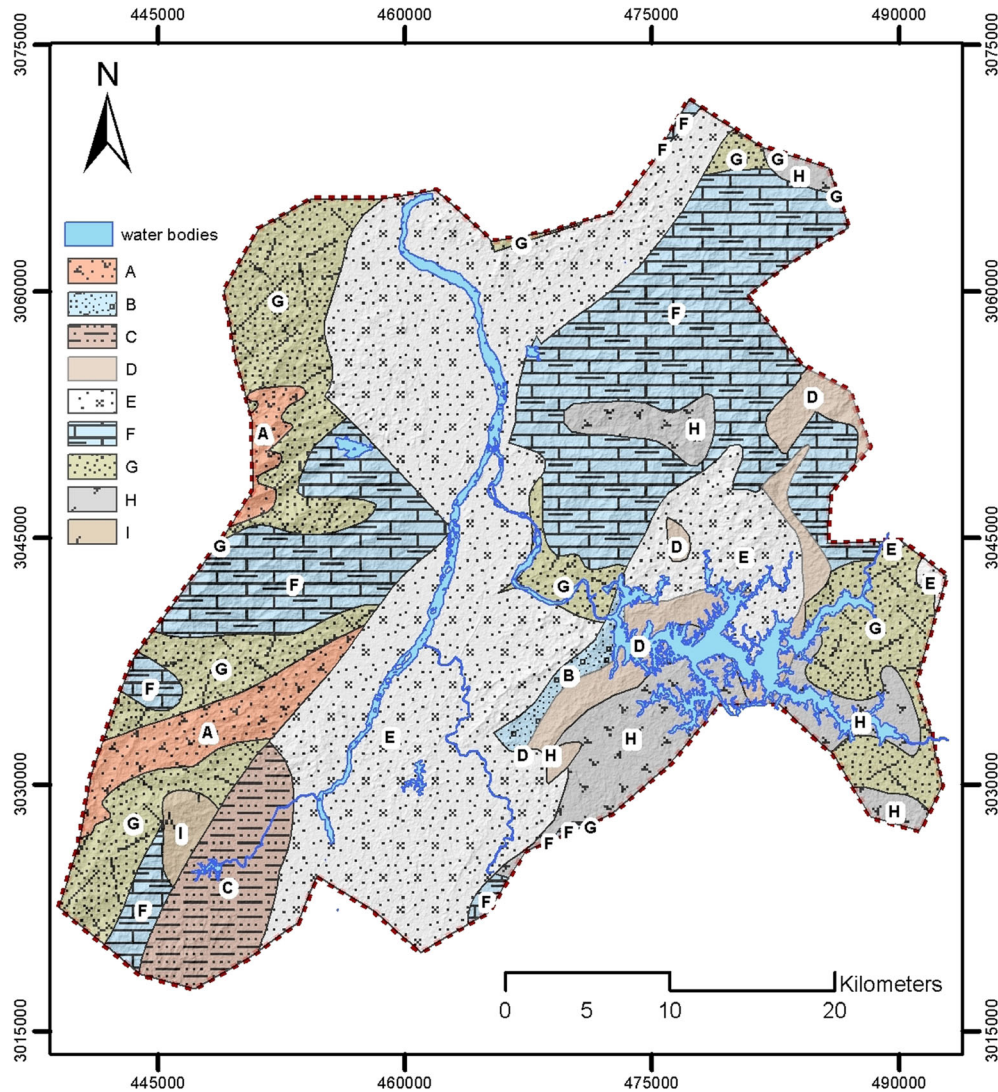 445000 460000 475000 490000
3075000 3075000
N
F
F
G G
H
G
water bodies
G
A
3060000 G 3060000
B
F
C
D
D
E
F
A H
G
H
I
3045000 G E 3045000
D E
E
F G
G
G D
F B
H
A E H
D H
3030000 3030000
H
G I F G
F
C
F F
Kilometers
0 5 10 20
3015000 3015000
445000 460000 475000 490000